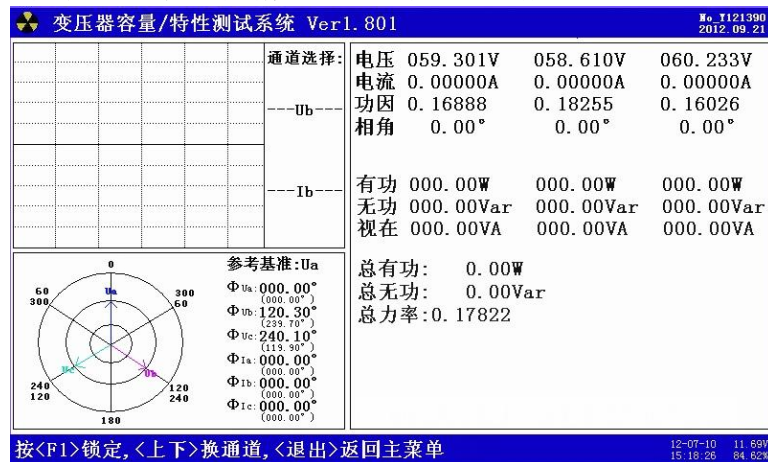 变压器容量/特性测试系统 Ver1.801
No_T121390
2012.09.21
通道选择:
---Ub---
---Ib---
电压 059.301V 058.610V 060.233V
电流 0.00000A 0.00000A 0.00000A
功因 0.16888 0.18255 0.16026
相角 0.00° 0.00° 0.00°
有功 000.00W 000.00W 000.00W
无功 000.00Var 000.00Var 000.00Var
视在 000.00VA 000.00VA 000.00VA
总有功: 0.00W
总无功: 0.00Var
总力率:0.17822
参考基准:Ua
ΦUa:000.00°
(000.00°)
ΦUb:120.30°
(239.70°)
ΦUc:240.10°
(119.90°)
ΦIa:000.00°
(000.00°)
ΦIb:000.00°
(000.00°)
ΦIc:000.00°
(000.00°)
0
60 300
300 60
Ua
Uc Ub
240 120
120 240
180
按<F1>锁定,<上下>换通道,<退出>返回主菜单
12-07-10 11.69V
15:18:26 84.62%